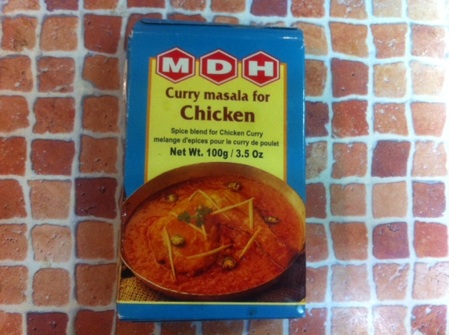 MDH
Curry masala for
Chicken
Spice blend for Chicken Curry
melange d'epices pour le curry de poulet
Net Wt. 100g / 3.5 Oz